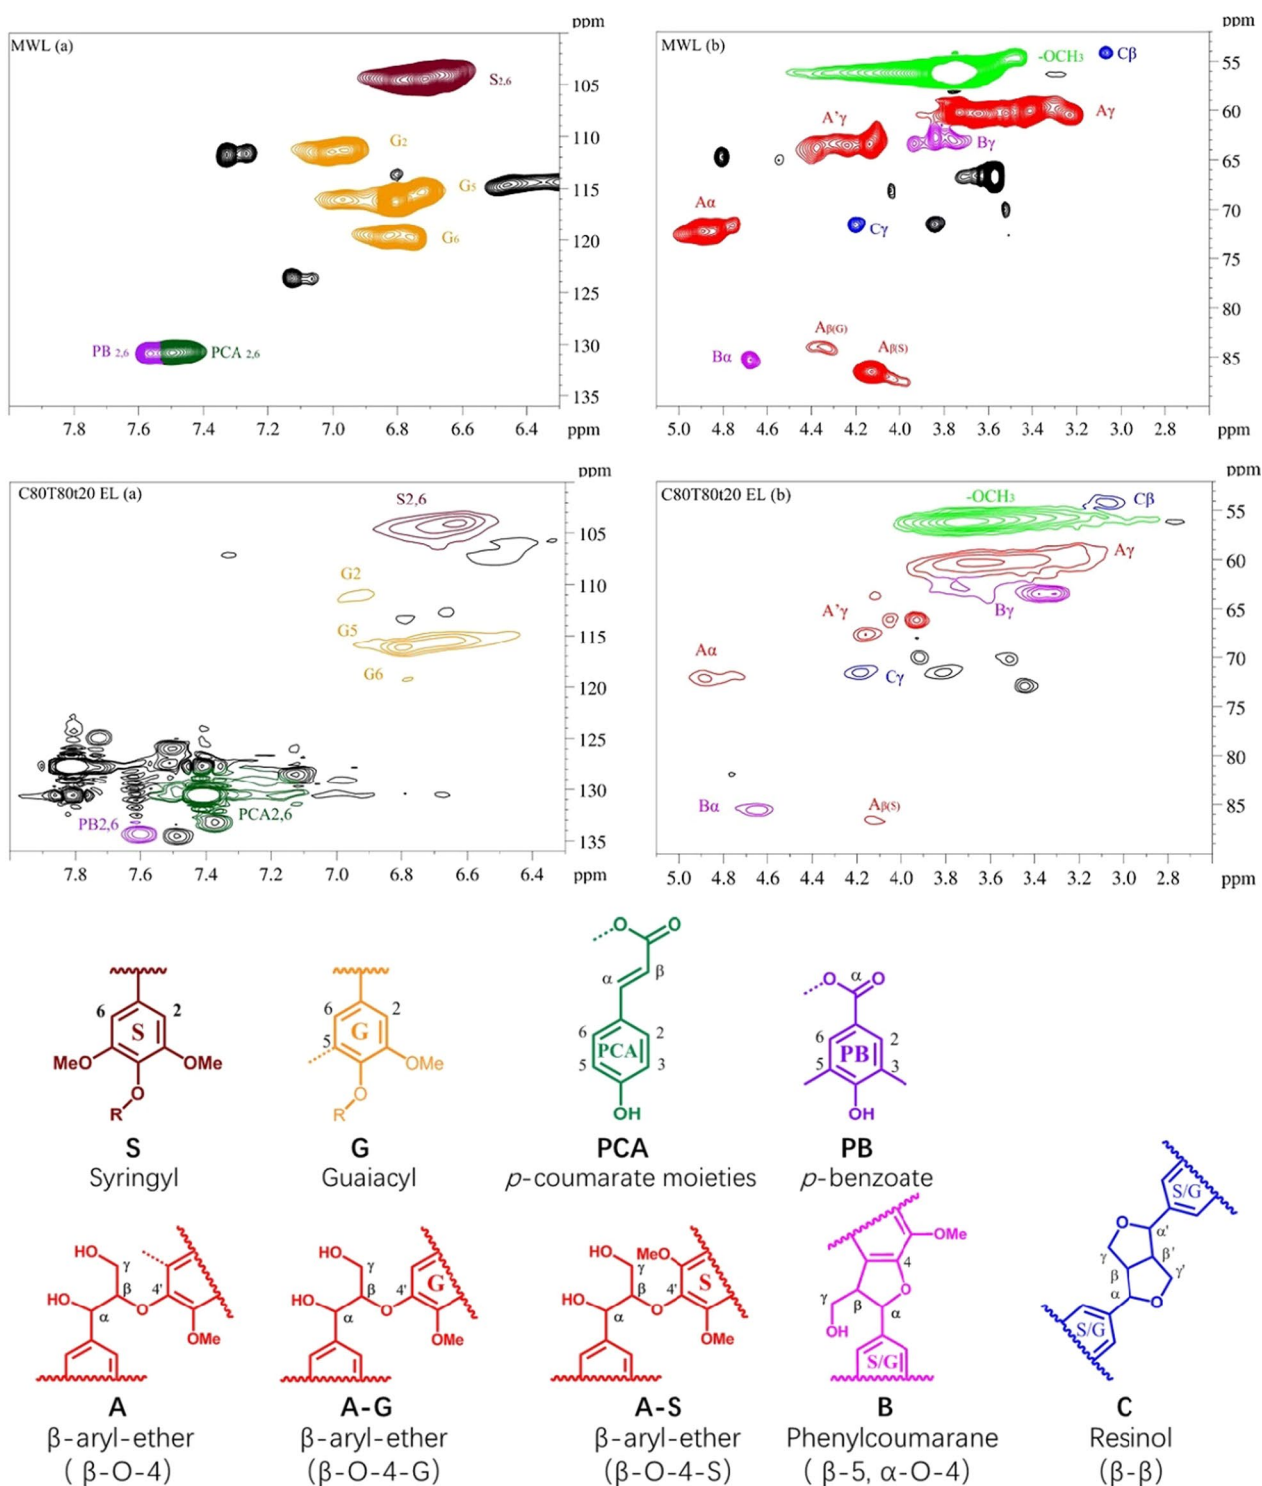 ppm
MWL (a)
S2,6
G2
G5
G6
PB 2,6
PCA 2,6
105
110
115
120
125
130
135
7.8 7.6 7.4 7.2 7.0 6.8 6.6 6.4 ppm
ppm
MWL (b)
-OCH3
Cβ
A'γ
Aγ
Bγ
Aα
Cγ
Aβ(G)
Aβ(S)
Bα
55
60
65
70
75
80
85
5.0 4.8 4.6 4.4 4.2 4.0 3.8 3.6 3.4 3.2 3.0 2.8 ppm
ppm
C80T80t20 EL (a)
S2,6
G2
G5
G6
PCA2,6
PB2,6
105
110
115
120
125
130
135
7.8 7.6 7.4 7.2 7.0 6.8 6.6 6.4 ppm
ppm
C80T80t20 EL (b)
-OCH3
Cβ
Aγ
Bγ
A'γ
Aα
Cγ
Bα
Aβ(S)
55
60
65
70
75
80
85
5.0 4.8 4.6 4.4 4.2 4.0 3.8 3.6 3.4 3.2 3.0 2.8 ppm
6 2
S
MeO OMe
O
R
S
Syringyl
6 2
5
G
OMe
O
R
G
Guaiacyl
O O
α β
6 2
PCA
5 3
OH
PCA
p-coumarate moieties
α
O O
6 2
PB
5 3
OH
PB
p-benzoate
HO
γ
β 4'
HO O
α
OMe
A
β-aryl-ether
( β-O-4)
HO
γ
β 4' G
HO O
α
OMe
A-G
β-aryl-ether
(β-O-4-G)
HO MeO
γ
β 4' S
HO O
α
OMe
A-S
β-aryl-ether
(β-O-4-S)
OMe
4
O
γ β α
OH
S/G
B
Phenylcoumarane
( β-5, α-O-4)
S/G
O α'
γ β'
β γ'
α O
S/G
C
Resinol
(β-β)